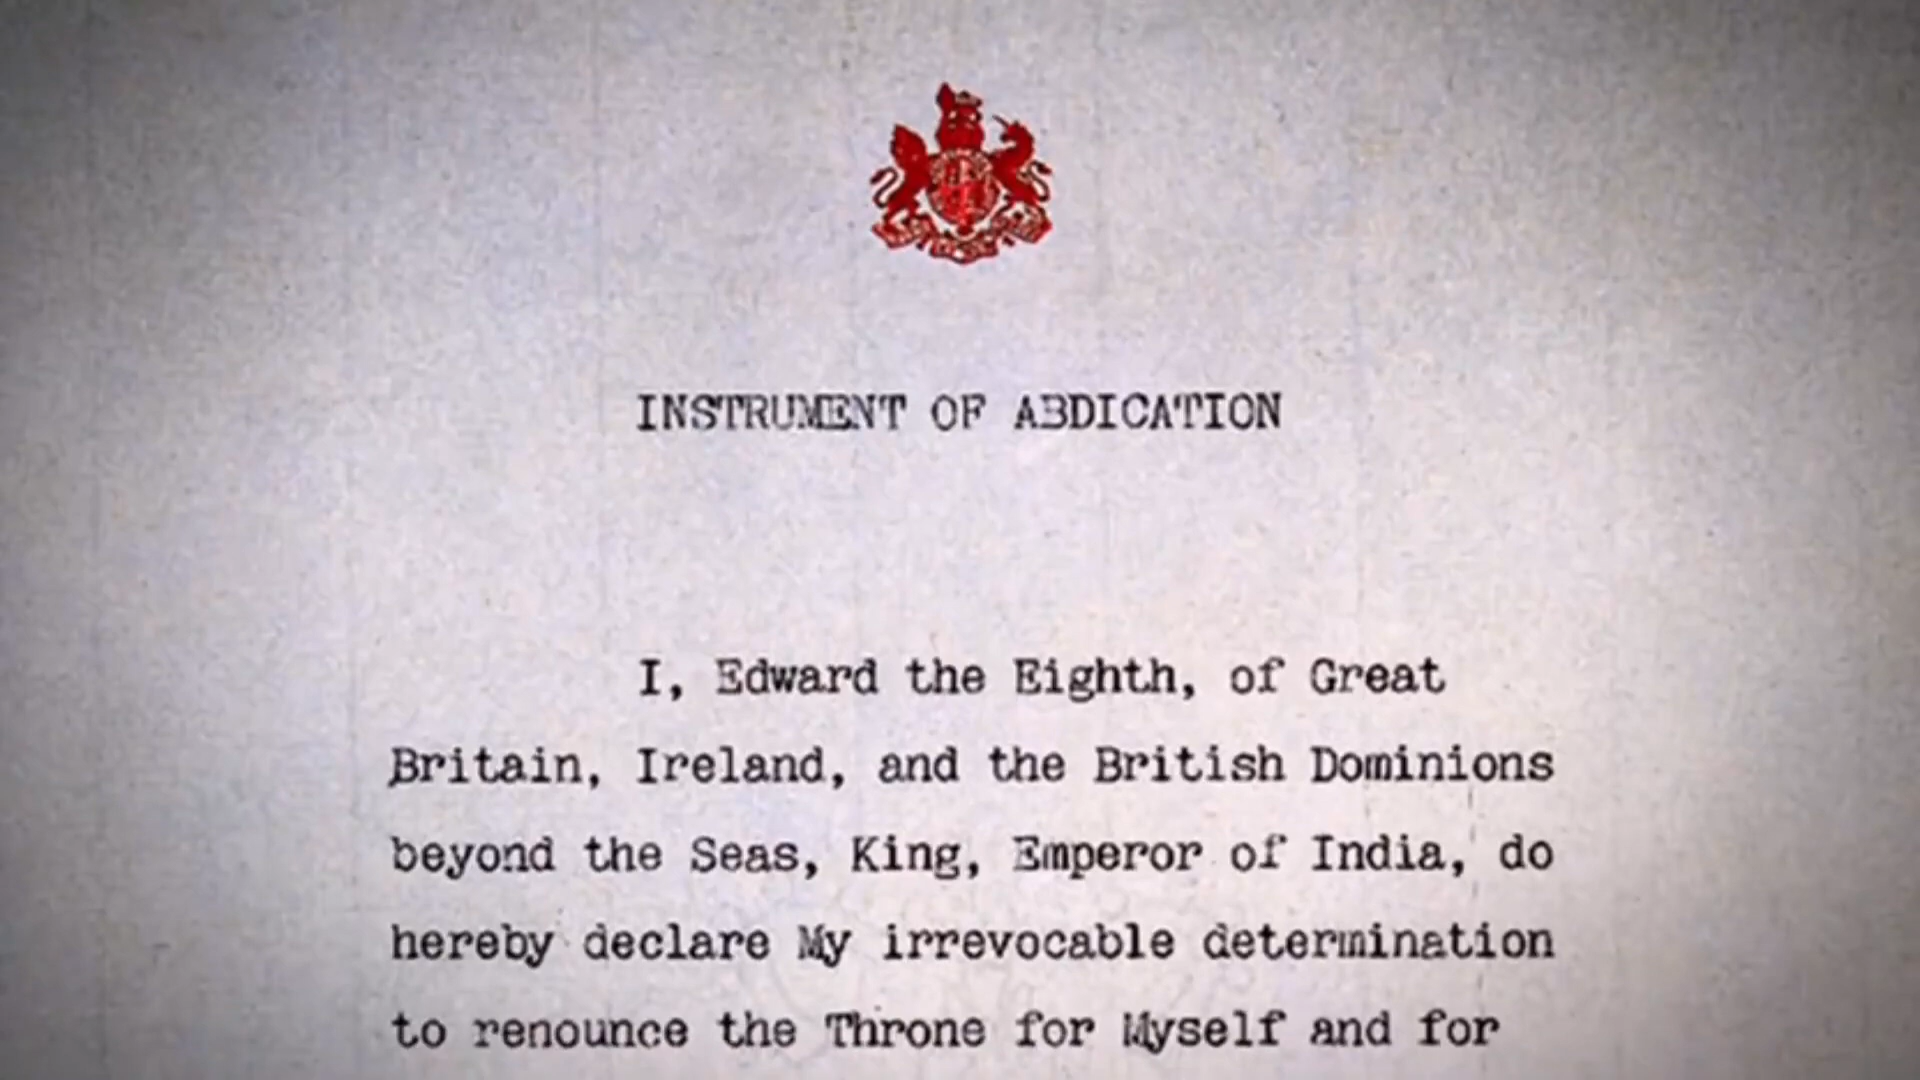 INSTRUMENT OF ABDICATION
I, Edward the Eighth, of Great
Britain, Ireland, and the British Dominions
beyond the Seas, King, Emperor of India, do
hereby declare My irrevocable determination
to renounce the Throne for Myself and for